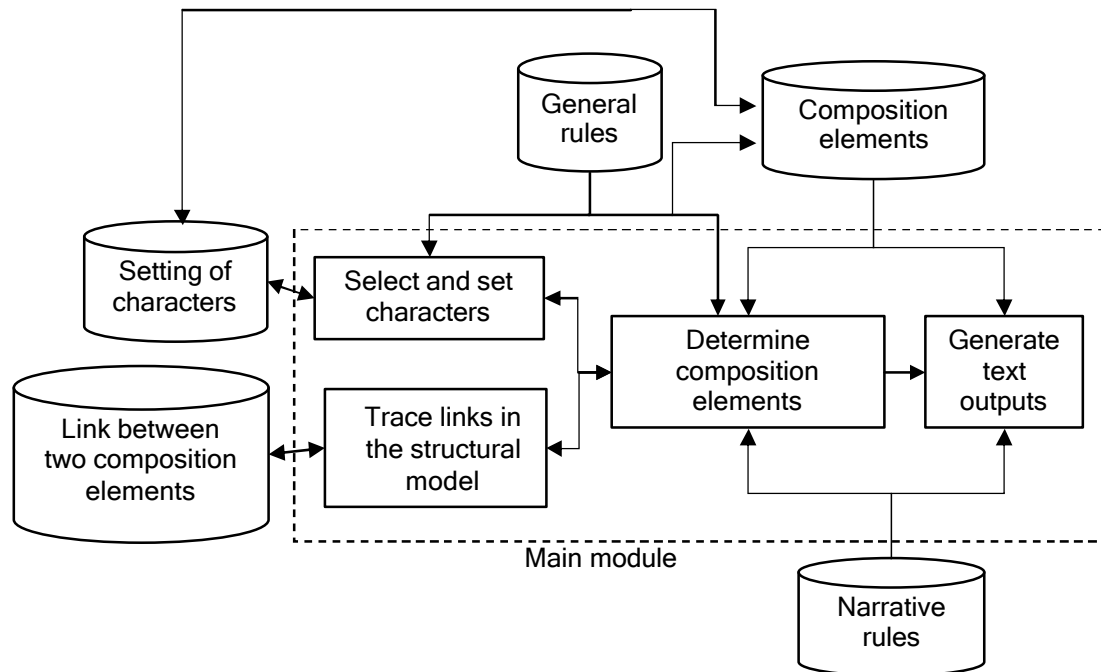 General
rules
Composition
elements
Setting of
characters
Select and set
characters
Determine
composition
elements
Generate
text
outputs
Link between
two composition
elements
Trace links in
the structural
model
Main module
Narrative
rules